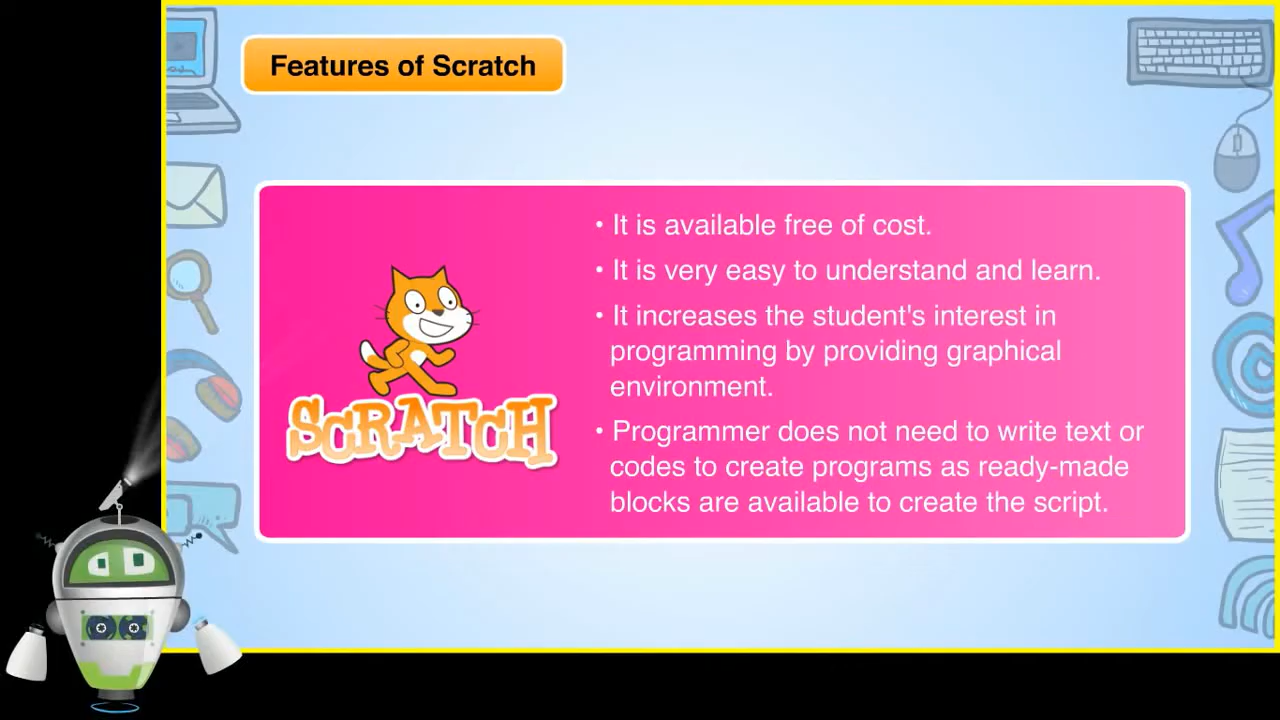 Features of Scratch
• It is available free of cost.
• It is very easy to understand and learn.
• It increases the student's interest in
programming by providing graphical
environment.
• Programmer does not need to write text or
codes to create programs as ready-made
blocks are available to create the script.
SCRATCH